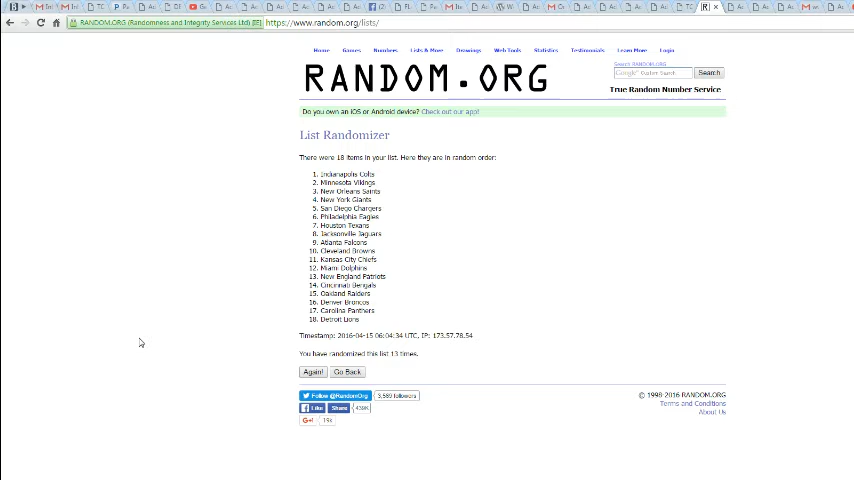 RANDOM.ORG (Randomness and Integrity Services Ltd) [IE] https://www.random.org/lists/
Home Games Numbers Lists & More Drawings Web Tools Statistics Testimonials Learn More Login
Search RANDOM.ORG
Google Custom Search Search
RANDOM.ORG
True Random Number Service
Do you own an iOS or Android device? Check out our app!
List Randomizer
There were 18 items in your list. Here they are in random order:
1. Indianapolis Colts
2. Minnesota Vikings
3. New Orleans Saints
4. New York Giants
5. San Diego Chargers
6. Philadelphia Eagles
7. Houston Texans
8. Jacksonville Jaguars
9. Atlanta Falcons
10. Cleveland Browns
11. Kansas City Chiefs
12. Miami Dolphins
13. New England Patriots
14. Cincinnati Bengals
15. Oakland Raiders
16. Denver Broncos
17. Carolina Panthers
18. Detroit Lions
Timestamp: 2016-04-15 06:04:34 UTC, IP: 173.57.78.54
You have randomized this list 13 times.
Again! Go Back
Follow @RandomOrg 3,589 followers
Like Share 439K
G+ 15k
© 1998-2016 RANDOM.ORG
Terms and Conditions
About Us